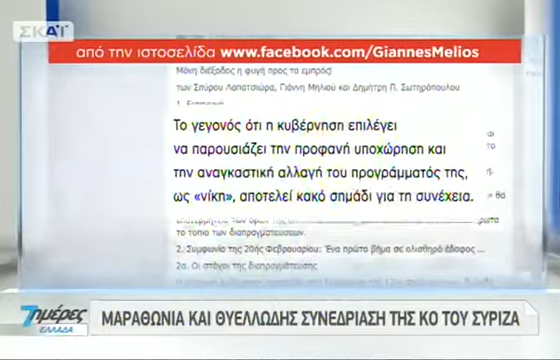 ΣΚΑΪ
από την ιστοσελίδα www.facebook.com/GiannesMelios
Μόνη διέξοδος η φυγή προς τα εμπρός!
των Σπύρου Λαπατσιώρα, Γιάννη Μηλιού και Δημήτρη Π. Σωτηρόπουλου
1. Εισαγωγή
Το γεγονός ότι η κυβέρνηση επιλέγει
να παρουσιάζει την προφανή υποχώρηση και
την αναγκαστική αλλαγή του προγράμματός της,
ως «νίκη», αποτελεί κακό σημάδι για τη συνέχεια.
το τοπίο των διαπραγματεύσεων.
2. Συμφωνία της 20ής Φεβρουαρίου: Ένα πρώτο βήμα σε ολισθηρό έδαφος ...
2α. Οι στόχοι της διαπραγμάτευσης
7ημέρες
ΕΛΛΑΔΑ
ΜΑΡΑΘΩΝΙΑ ΚΑΙ ΘΥΕΛΛΩΔΗΣ ΣΥΝΕΔΡΙΑΣΗ ΤΗΣ ΚΟ ΤΟΥ ΣΥΡΙΖΑ